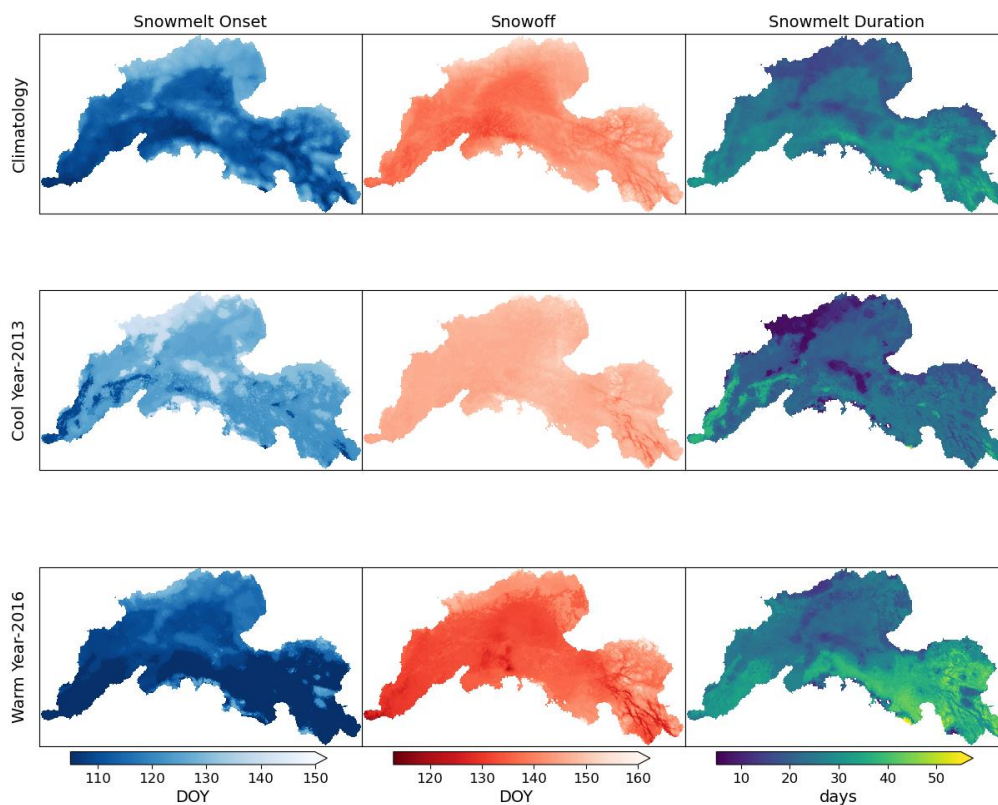 Snowmelt Onset Snowoff Snowmelt Duration
Climatology
Cool Year-2013
Warm Year-2016
110 120 130 140 150 120 130 140 150 160 10 20 30 40 50
DOY DOY days